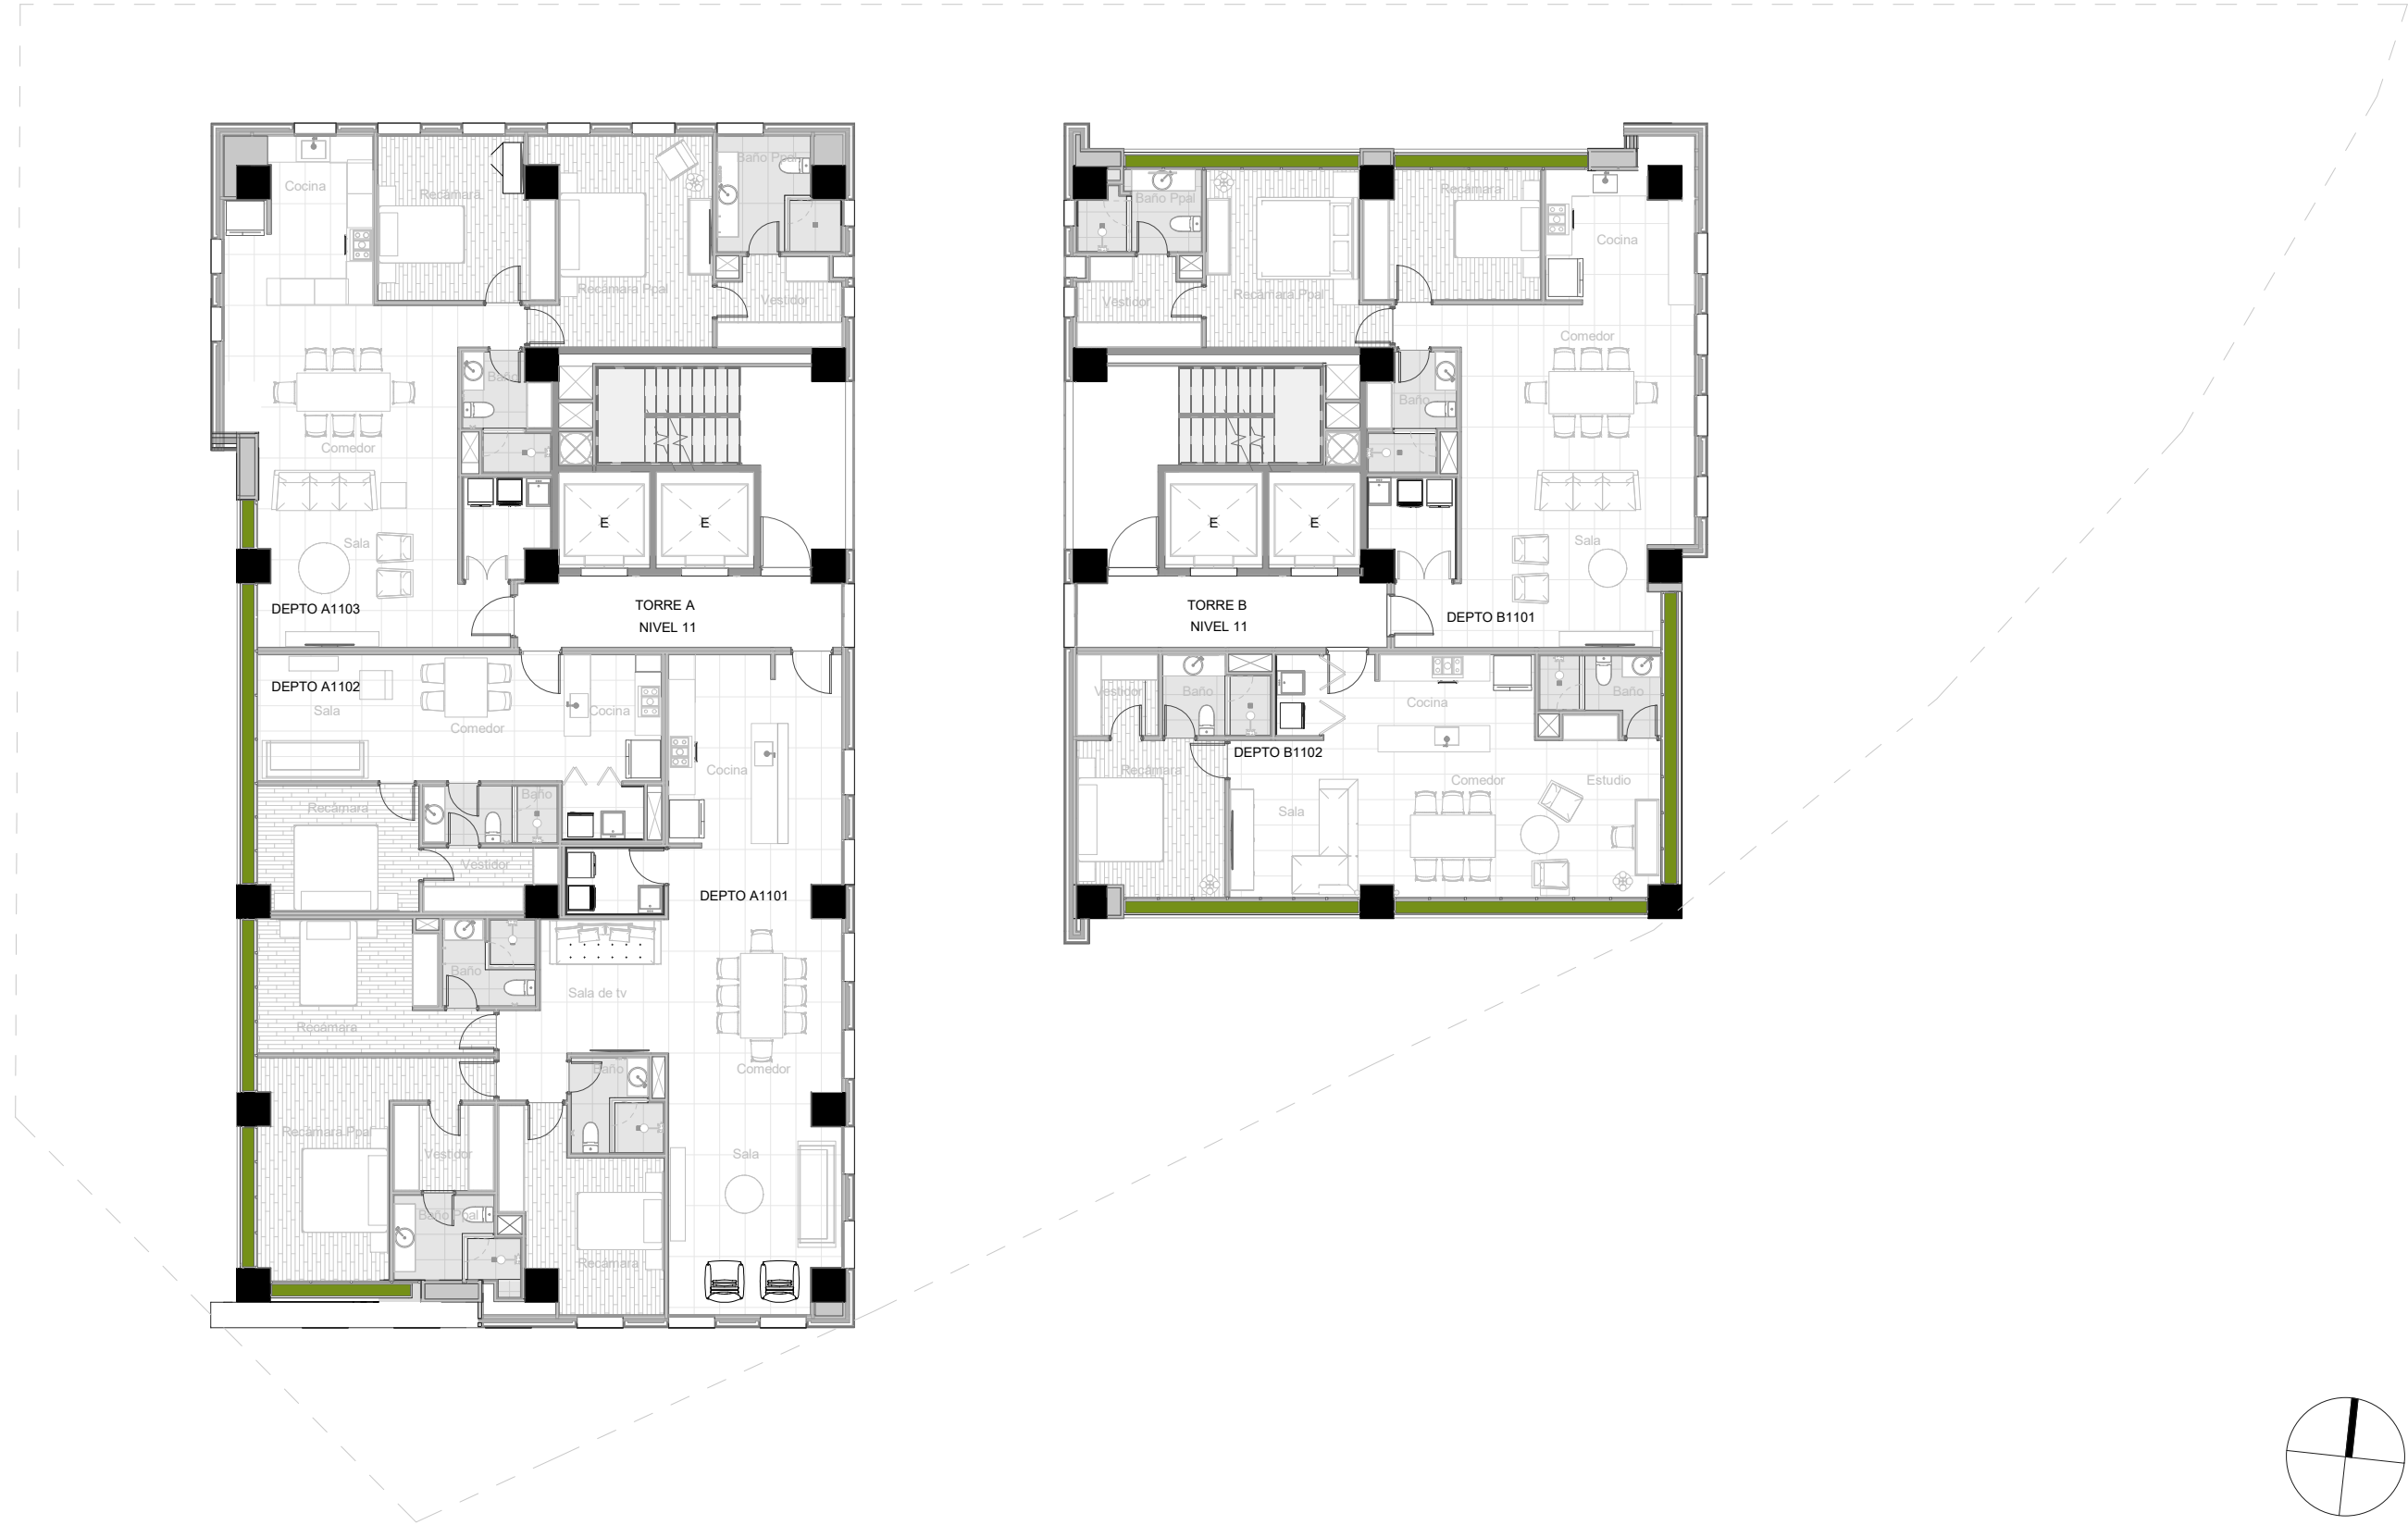 Cocina
Recámara
Recámara Ppal
Baño Ppal
Vestidor
Baño
Comedor
Sala
E
E
DEPTO A1103
TORRE A
NIVEL 11
DEPTO A1102
Sala
Comedor
Cocina
Recámara
Baño
Vestidor
Cocina
DEPTO A1101
Recámara
Baño
Sala de tv
Comedor
Baño
Recámara Ppal
Vestidor
Baño Ppal
Recámara
Sala
Baño Ppal
Vestidor
Recámara Ppal
Recámara
Cocina
Comedor
Baño
Sala
E
E
TORRE B
NIVEL 11
DEPTO B1101
Vestidor
Baño
Cocina
Baño
DEPTO B1102
Recámara
Sala
Comedor
Estudio